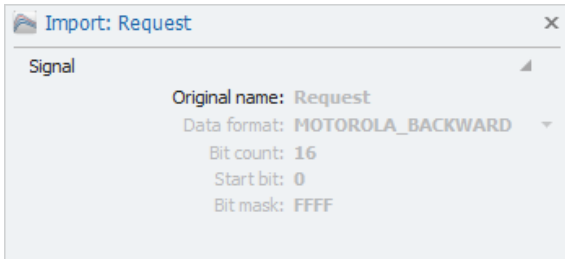 Import: Request
Signal
Original name: Request
Data format: MOTOROLA_BACKWARD
Bit count: 16
Start bit: 0
Bit mask: FFFF